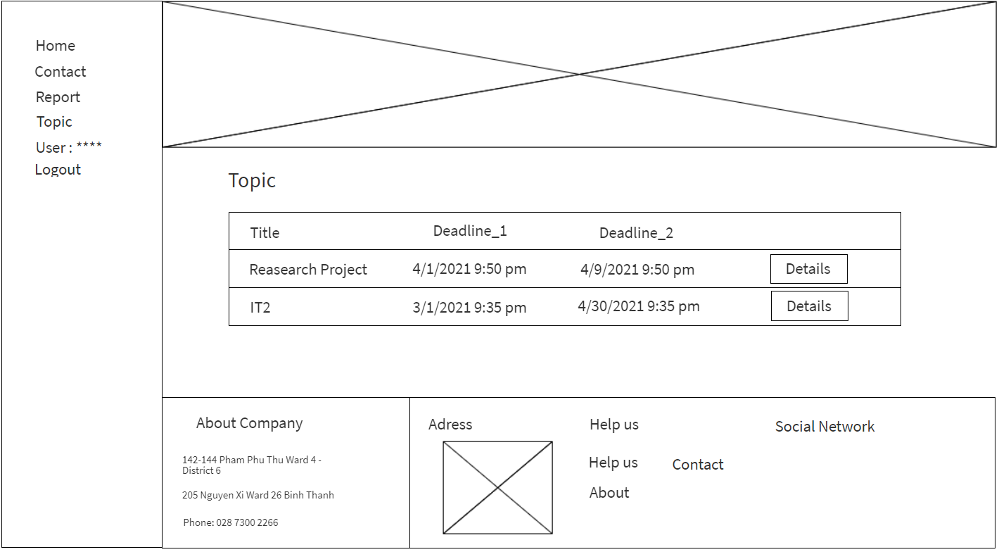 Home
Contact
Report
Topic
User : ****
Logout
Topic
Title Deadline_1 Deadline_2
Reasearch Project 4/1/2021 9:50 pm 4/9/2021 9:50 pm Details
IT2 3/1/2021 9:35 pm 4/30/2021 9:35 pm Details
About Company
142-144 Pham Phu Thu Ward 4 -
District 6
205 Nguyen Xi Ward 26 Binh Thanh
Phone: 028 7300 2266
Adress
Help us
Help us Contact
About
Social Network